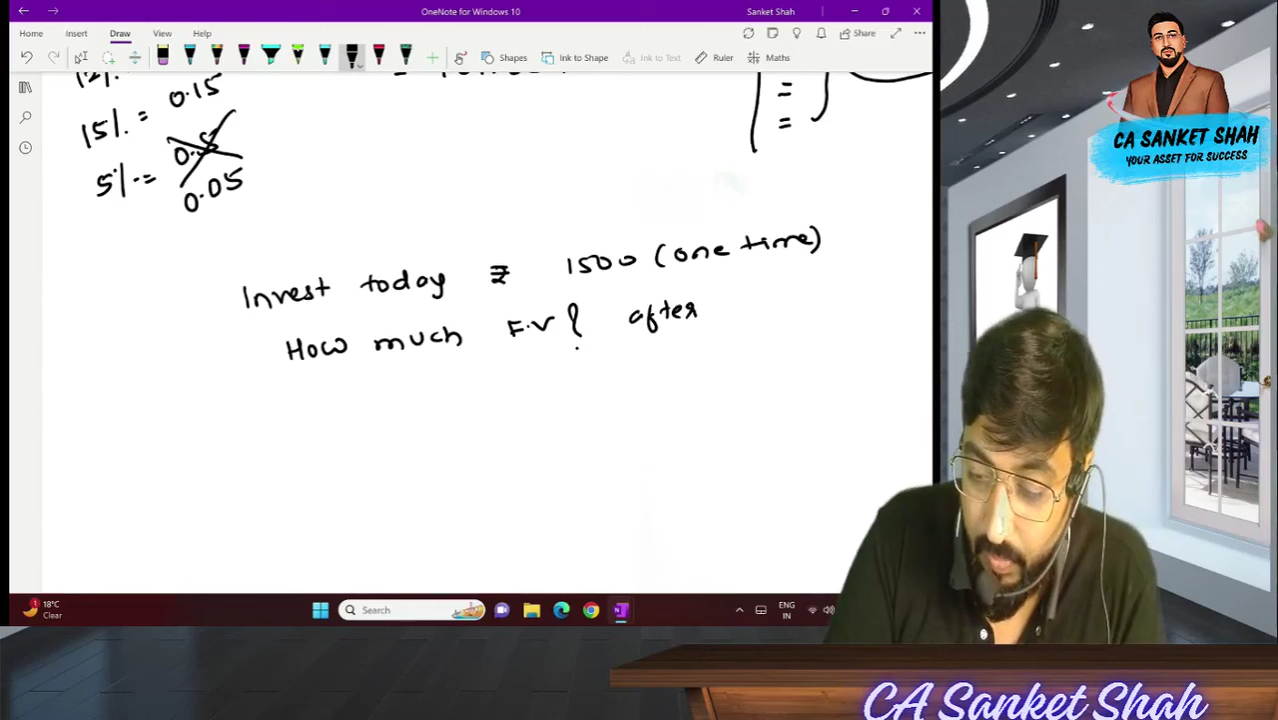 OneNote for Windows 10
Sanket Shah
Home Insert Draw View Help
Share
Shapes Ink to Shape Ink to Text Ruler Maths
15%. = 0.15
5%. = 0.05
Invest today ₹ 1500 (one time)
How much F.V? after
CA SANKET SHAH
YOUR ASSET FOR SUCCESS
1
18°C
Clear
Search
ENG
IN
CA Sanket Shah